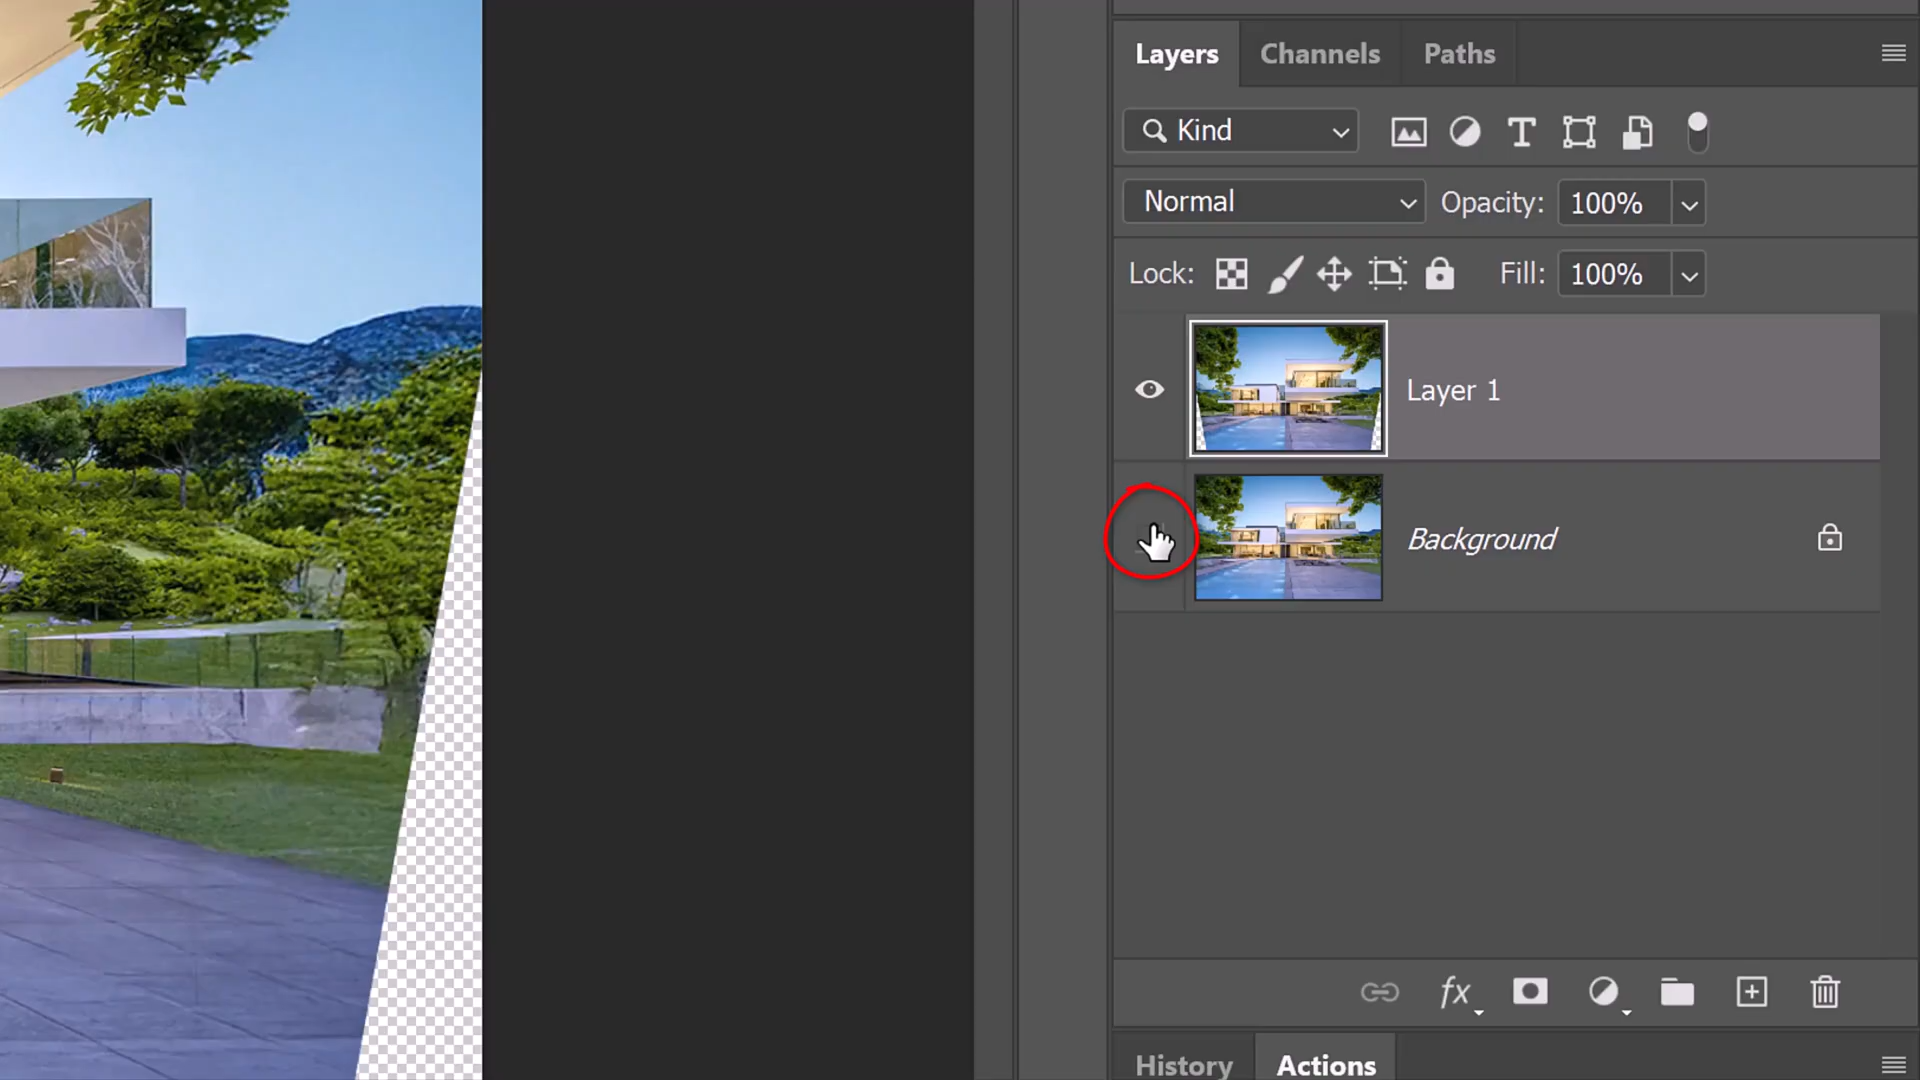 Layers Channels Paths
Kind
Normal Opacity: 100%
Lock: Fill: 100%
Layer 1
Background
fx
History Actions